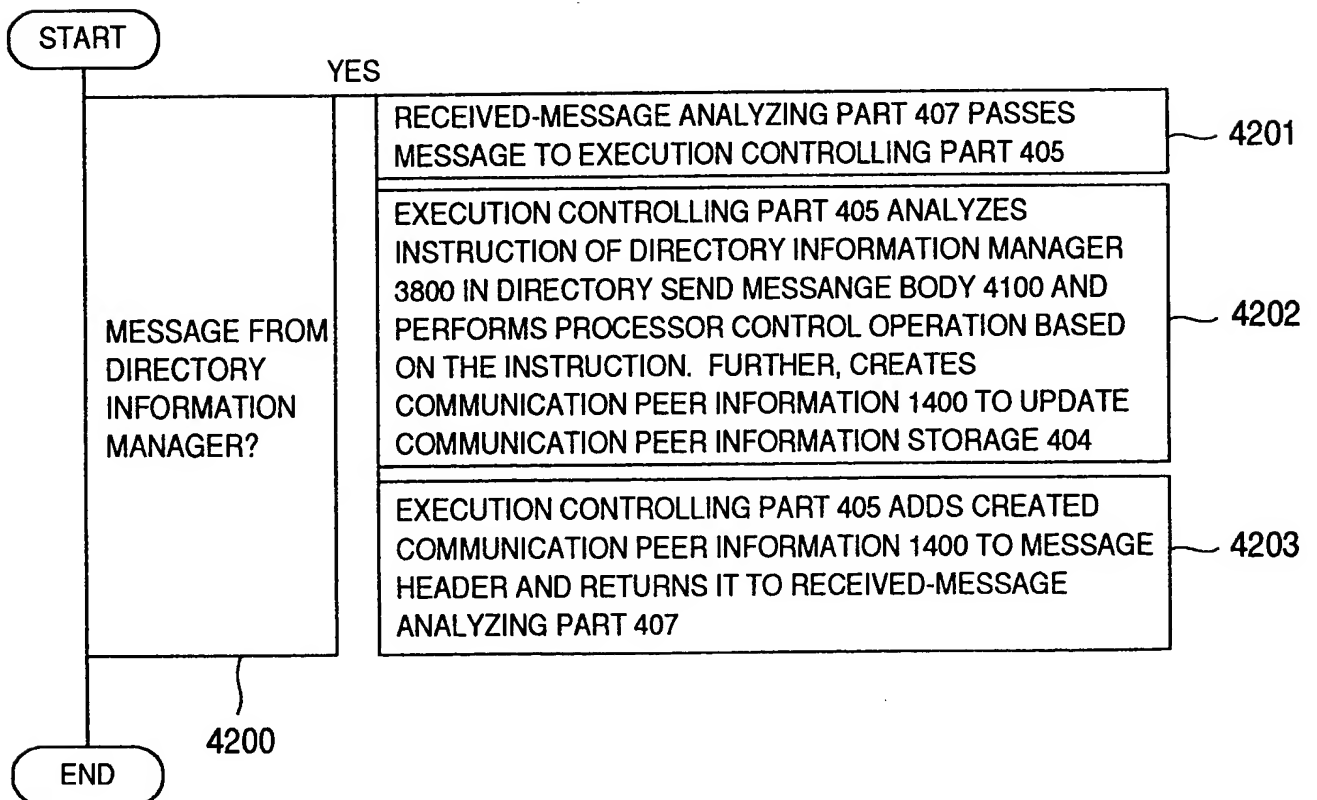 START
YES
RECEIVED-MESSAGE ANALYZING PART 407 PASSES
MESSAGE TO EXECUTION CONTROLLING PART 405
4201
EXECUTION CONTROLLING PART 405 ANALYZES
INSTRUCTION OF DIRECTORY INFORMATION MANAGER
3800 IN DIRECTORY SEND MESSANGE BODY 4100 AND
PERFORMS PROCESSOR CONTROL OPERATION BASED
ON THE INSTRUCTION. FURTHER, CREATES
COMMUNICATION PEER INFORMATION 1400 TO UPDATE
COMMUNICATION PEER INFORMATION STORAGE 404
4202
MESSAGE FROM
DIRECTORY
INFORMATION
MANAGER?
EXECUTION CONTROLLING PART 405 ADDS CREATED
COMMUNICATION PEER INFORMATION 1400 TO MESSAGE
HEADER AND RETURNS IT TO RECEIVED-MESSAGE
ANALYZING PART 407
4203
4200
END